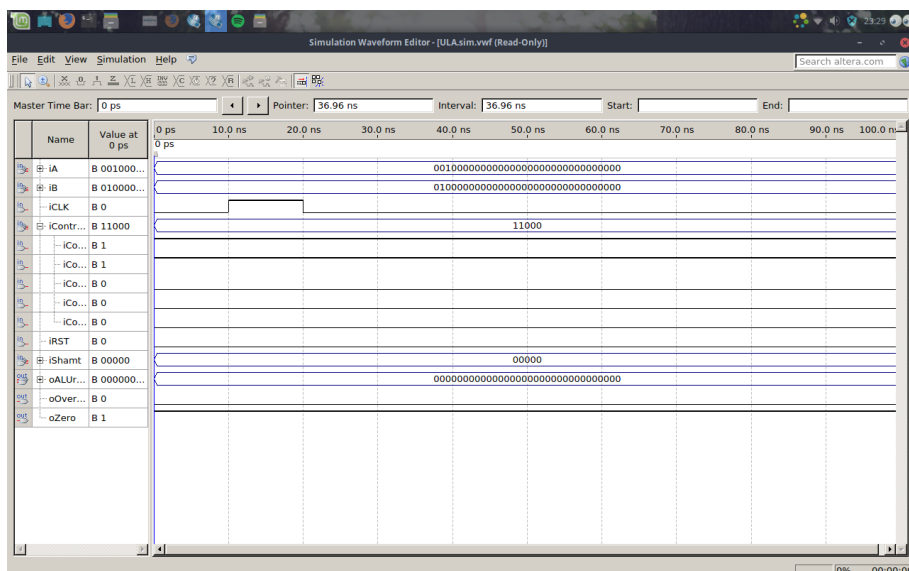 23:29
Simulation Waveform Editor - [ULA.sim.vwf (Read-Only)]
File Edit View Simulation Help
Search altera.com
Master Time Bar: 0 ps Pointer: 36.96 ns Interval: 36.96 ns Start: End:
Name Value at 0 ps 0 ps 10.0 ns 20.0 ns 30.0 ns 40.0 ns 50.0 ns 60.0 ns 70.0 ns 80.0 ns 90.0 ns 100.0 ns
0 ps
iA B 001000... 00100000000000000000000000000000
iB B 010000... 01000000000000000000000000000000
iCLK B 0
iContr... B 11000 11000
iCo... B 1
iCo... B 1
iCo... B 0
iCo... B 0
iCo... B 0
iRST B 0
iShamt B 00000 00000
oALUr... B 000000... 00000000000000000000000000000000
oOver... B 0
oZero B 1
0% 00:00:0